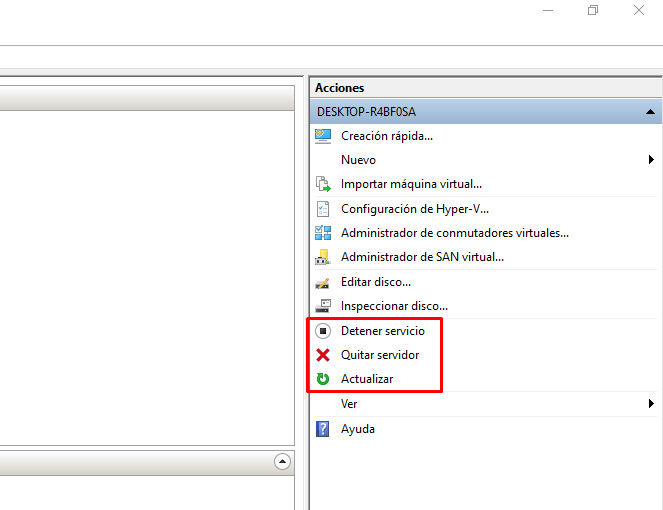 Acciones
DESKTOP-R4BF0SA
Creación rápida...
Nuevo
Importar máquina virtual...
Configuración de Hyper-V...
Administrador de conmutadores virtuales...
Administrador de SAN virtual...
Editar disco...
Inspeccionar disco...
Detener servicio
Quitar servidor
Actualizar
Ver
Ayuda